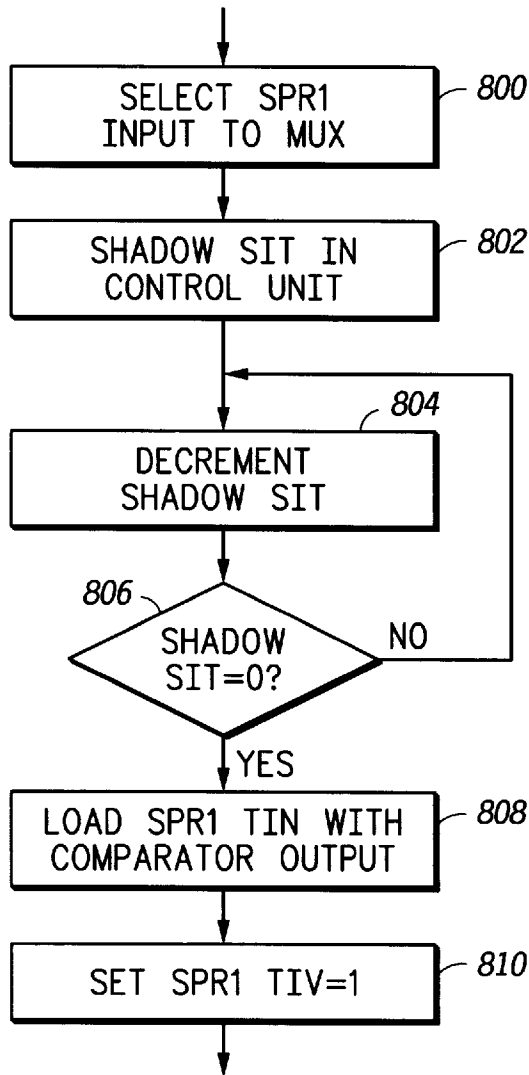 SELECT SPR1
INPUT TO MUX
800
SHADOW SIT IN
CONTROL UNIT
802
804
DECREMENT
SHADOW SIT
806
SHADOW
SIT=0?
NO
YES
LOAD SPR1 TIN WITH
COMPARATOR OUTPUT
808
SET SPR1 TIV=1
810